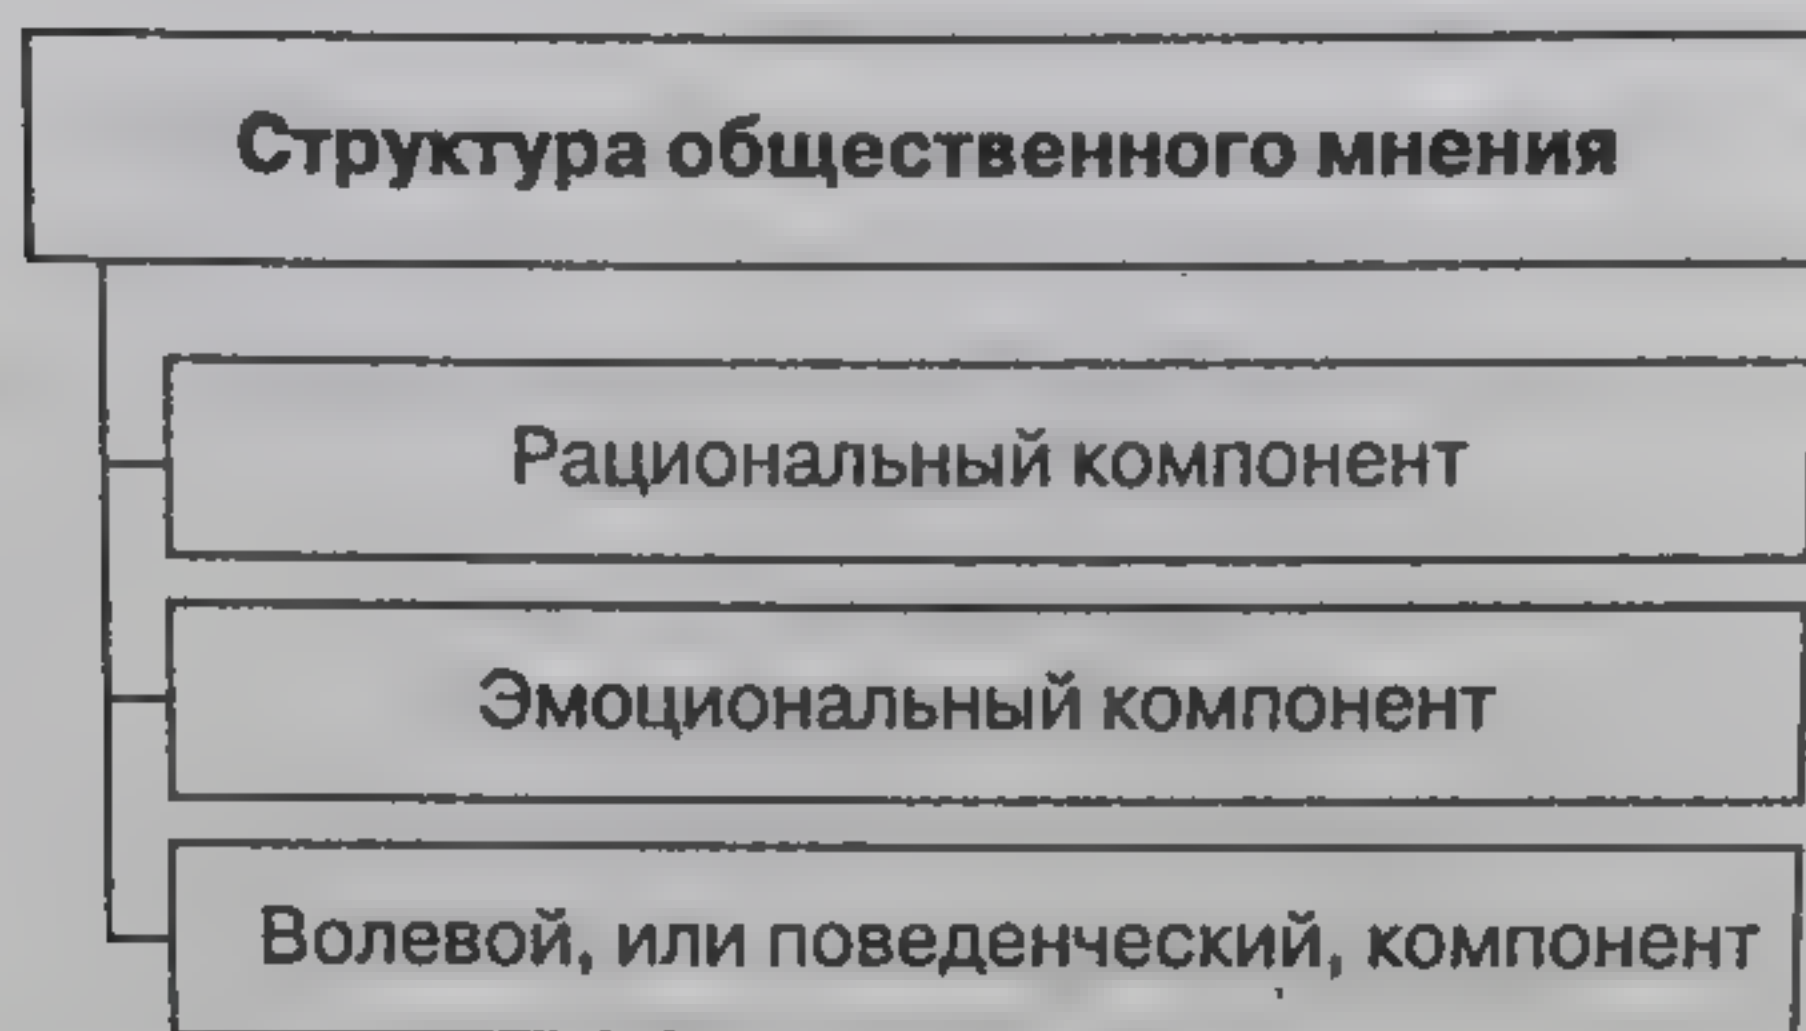 Структура общественного мнения
Рациональный компонент
Эмоциональный компонент
Волевой, или поведенческий, компонент